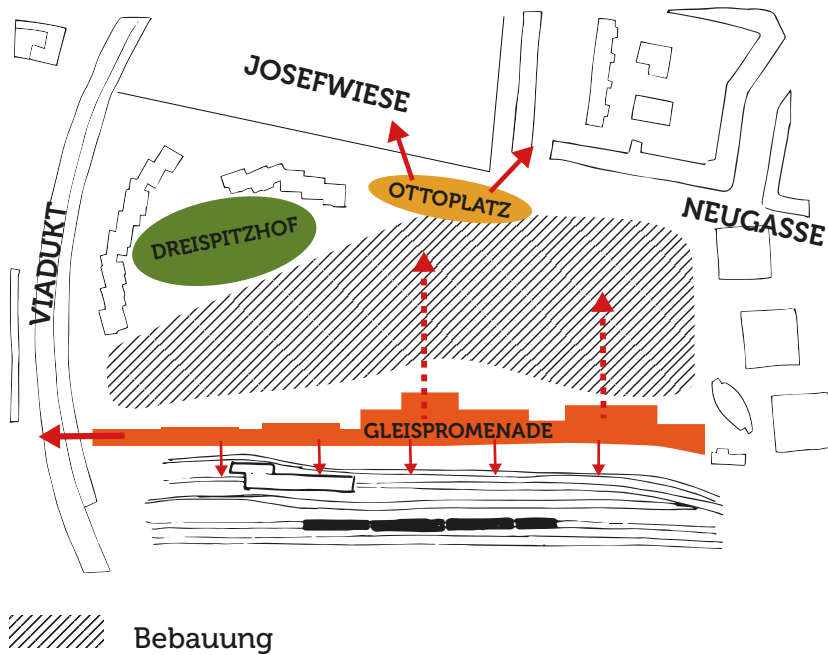 JOSEFWIESE
OTTOPLATZ
NEUGASSE
DREISPITZHOF
VIADUKT
GLEISPROMENADE
Bebauung